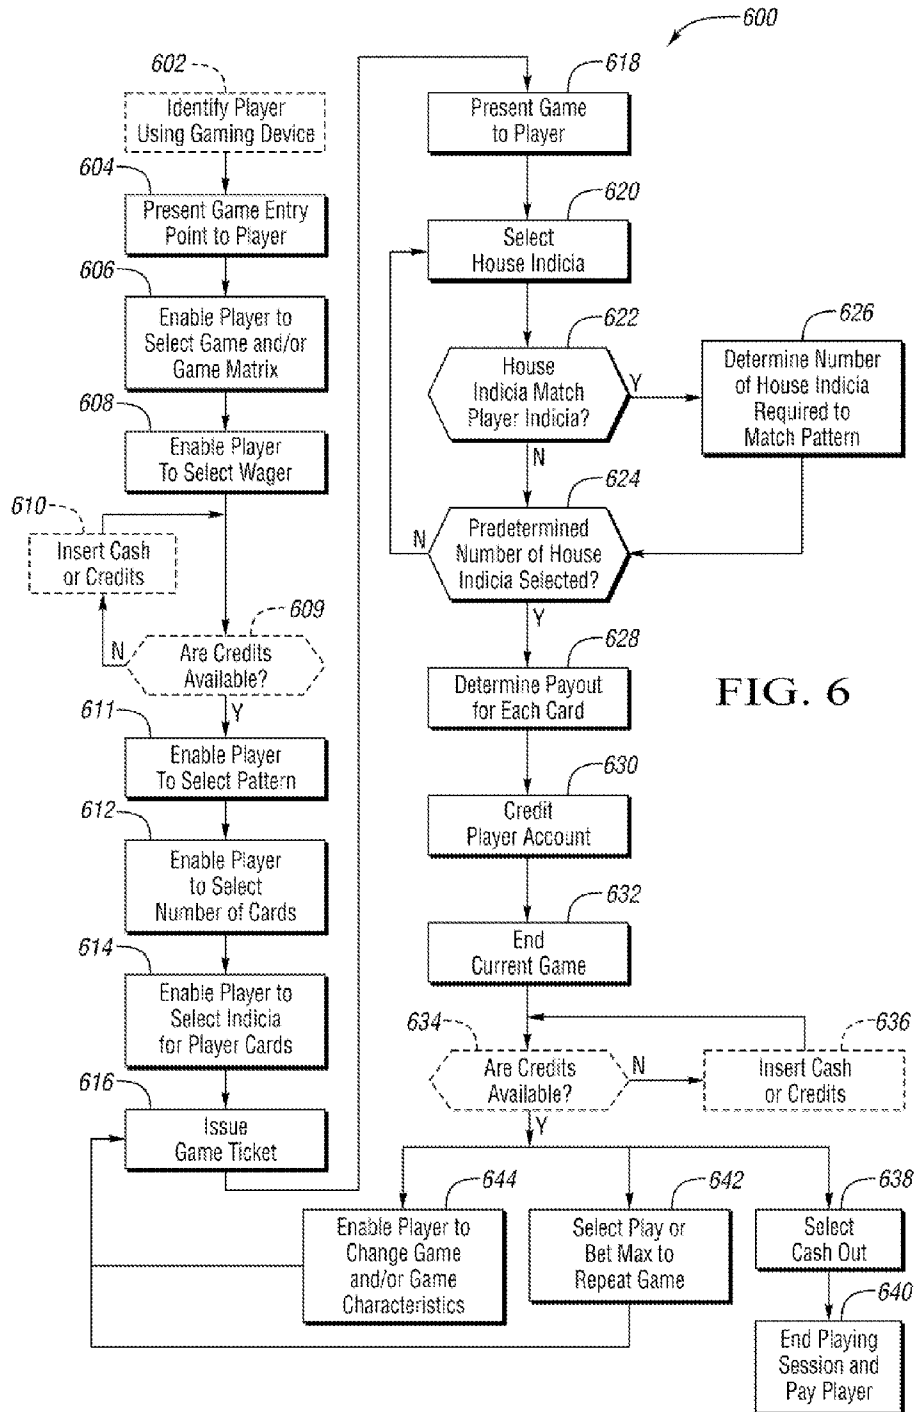 600
602
Identify Player
Using Gaming Device
604
Present Game Entry
Point to Player
606
Enable Player to
Select Game and/or
Game Matrix
608
Enable Player
To Select Wager
610
Insert Cash
or Credits
609
N
Are Credits
Available?
Y
611
Enable Player
To Select Pattern
612
Enable Player
to Select
Number of Cards
614
Enable Player to
Select Indicia
for Player Cards
616
Issue
Game Ticket
618
Present Game
to Player
620
Select
House Indicia
622
House
Indicia Match
Player Indicia?
Y
N
626
Determine Number
of House Indicia
Required to
Match Pattern
624
N
Predetermined
Number of House
Indicia Selected?
Y
628
Determine Payout
for Each Card
FIG. 6
630
Credit
Player Account
632
End
Current Game
634
Are Credits
Available?
N
Y
636
Insert Cash
or Credits
644
Enable Player to
Change Game
and/or Game
Characteristics
642
Select Play or
Bet Max to
Repeat Game
638
Select
Cash Out
640
End Playing
Session and
Pay Player